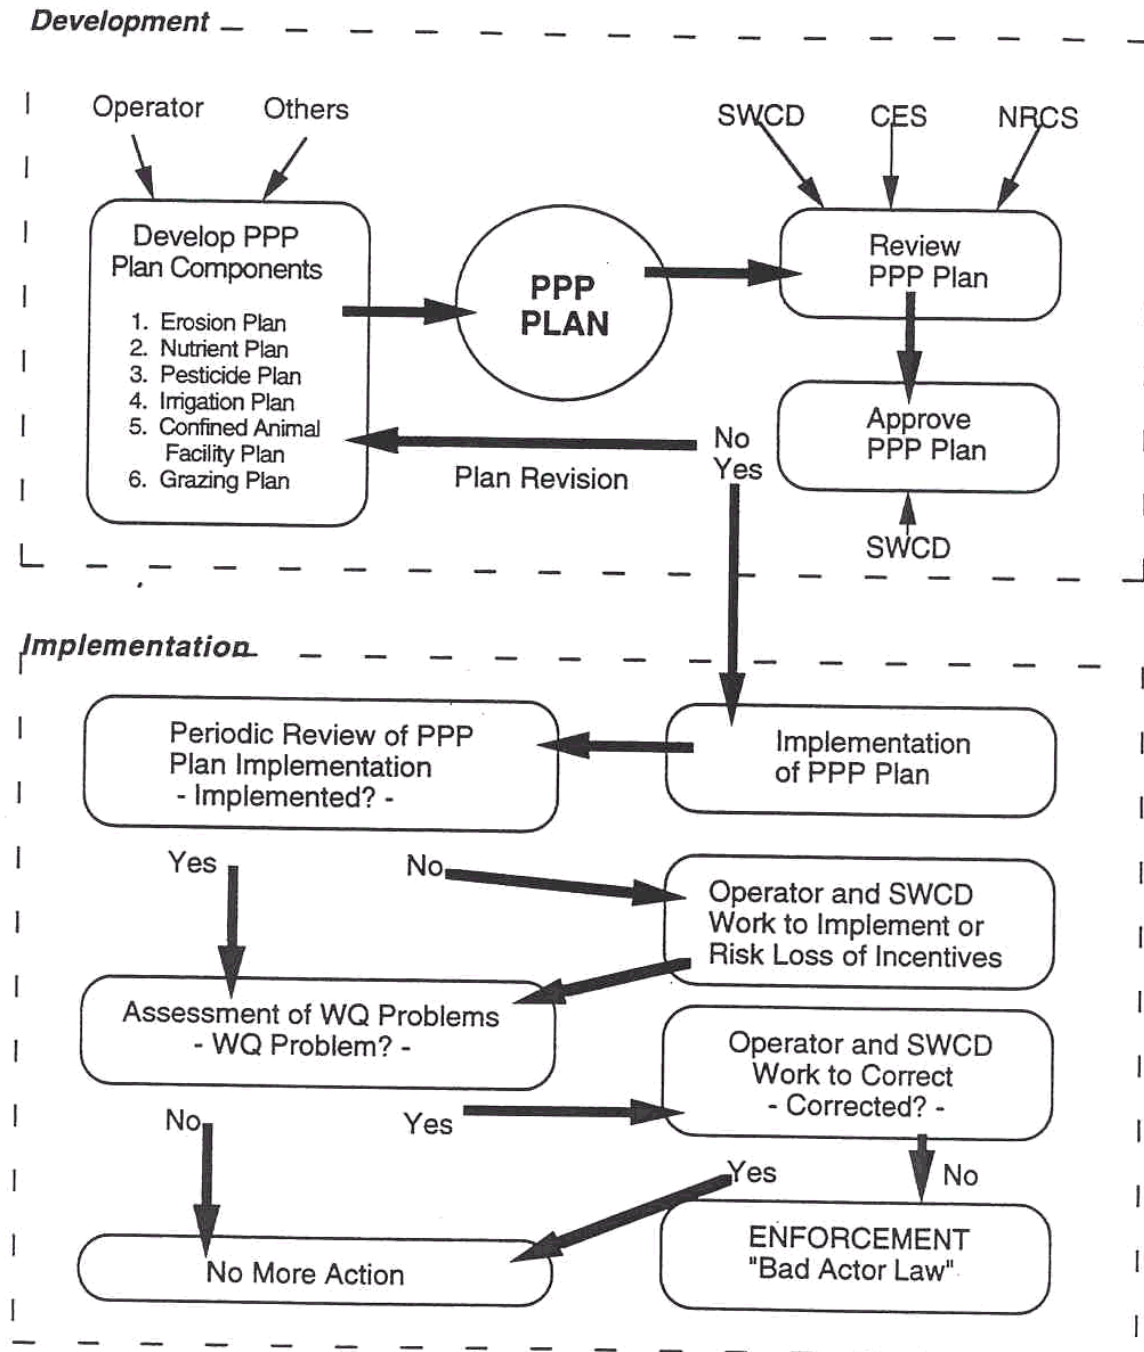 Development
Operator
Others
SWCD
CES
NRCS
Develop PPP
Plan Components
1. Erosion Plan
2. Nutrient Plan
3. Pesticide Plan
4. Irrigation Plan
5. Confined Animal
Facility Plan
6. Grazing Plan
PPP
PLAN
Review
PPP Plan
Approve
PPP Plan
SWCD
No
Yes
Plan Revision
Implementation
Periodic Review of PPP
Plan Implementation
- Implemented? -
Implementation
of PPP Plan
Yes
No
Operator and SWCD
Work to Implement or
Risk Loss of Incentives
Assessment of WQ Problems
- WQ Problem? -
Operator and SWCD
Work to Correct
- Corrected? -
No
Yes
Yes
No
No More Action
ENFORCEMENT
"Bad Actor Law"